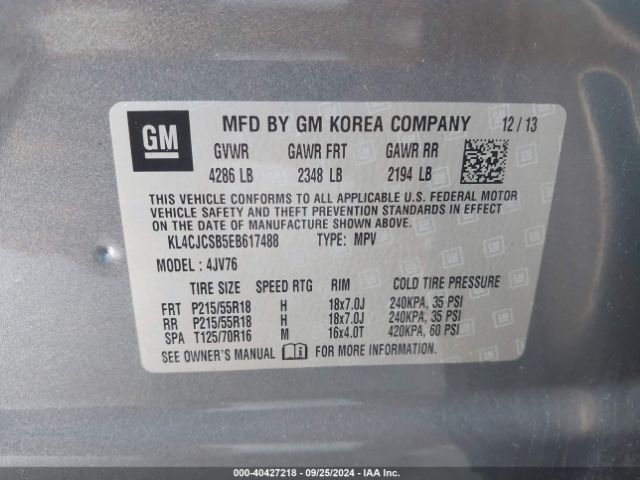 GM MFD BY GM KOREA COMPANY 12 / 13
GVWR GAWR FRT GAWR RR
4286 LB 2348 LB 2194 LB
THIS VEHICLE CONFORMS TO ALL APPLICABLE U.S. FEDERAL MOTOR
VEHICLE SAFETY AND THEFT PREVENTION STANDARDS IN EFFECT
ON THE DATE OF MANUFACTURE SHOWN ABOVE.
KL4CJCSB5EB617488 TYPE: MPV
MODEL : 4JV76
TIRE SIZE SPEED RTG RIM COLD TIRE PRESSURE
FRT P215/55R18 H 18x7.0J 240KPA, 35 PSI
RR P215/55R18 H 18x7.0J 240KPA, 35 PSI
SPA T125/70R16 M 16x4.0T 420KPA, 60 PSI
SEE OWNER'S MANUAL FOR MORE INFORMATION.
000-40427218 - 09/25/2024 - IAA Inc.